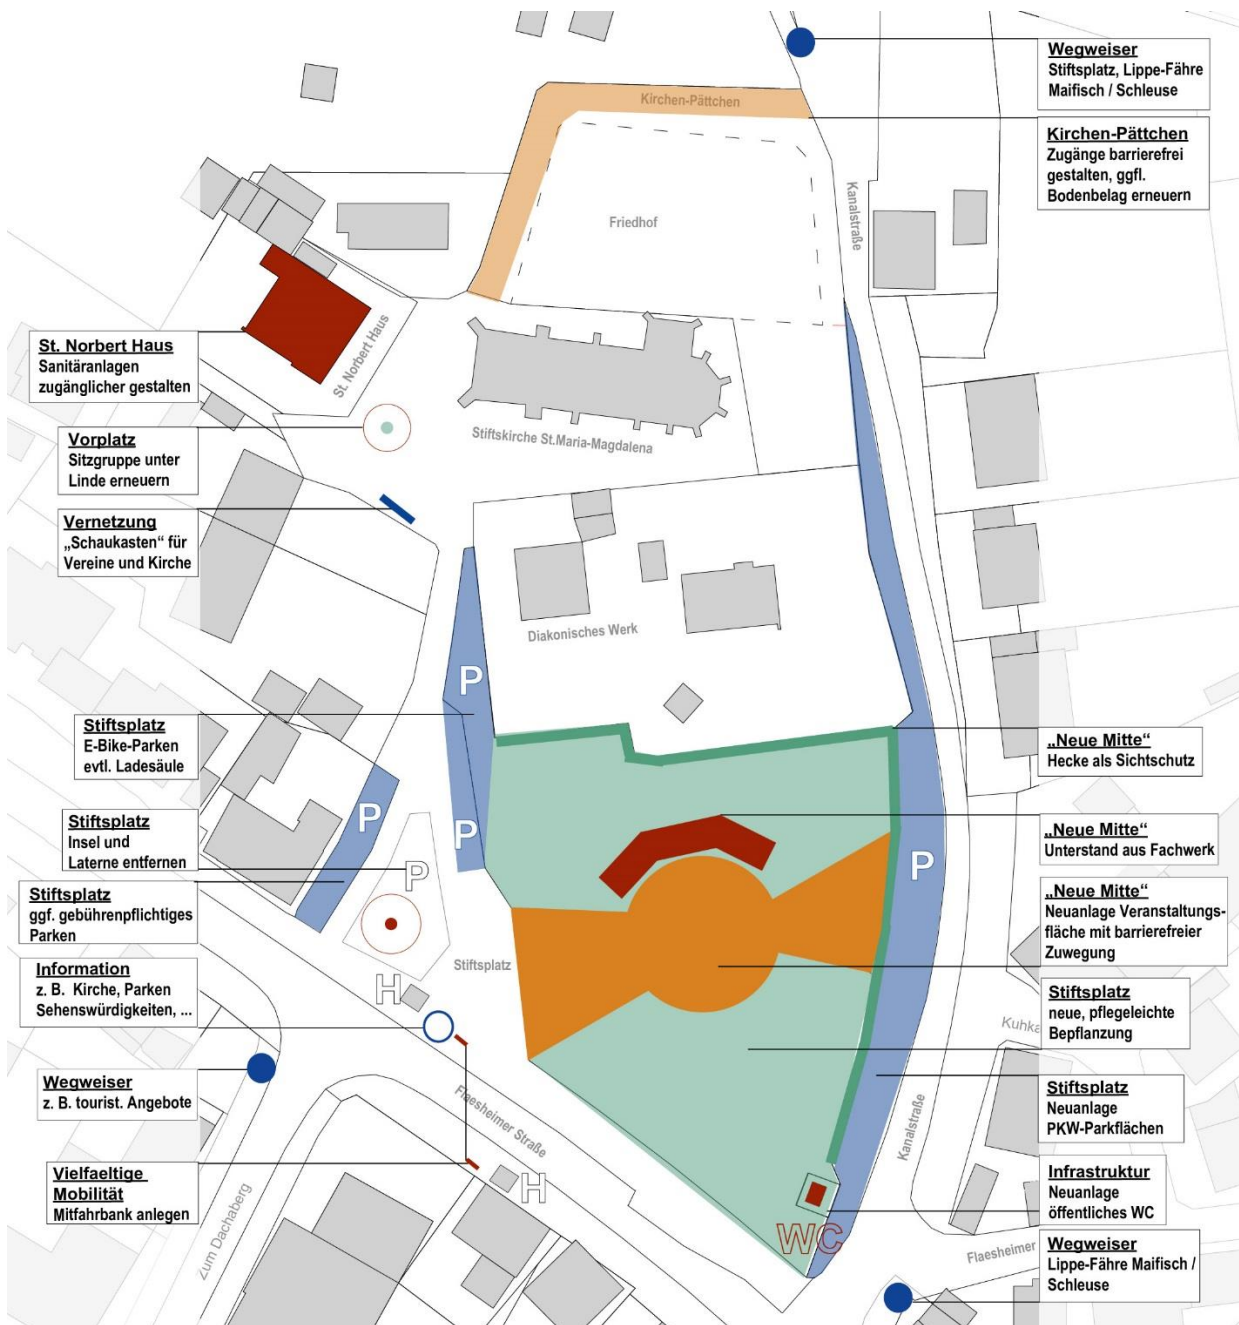 Wegweiser
Stiftsplatz, Lippe-Fähre
Maifisch / Schleuse
Kirchen-Pättchen
Kirchen-Pättchen
Zugänge barrierefrei
gestalten, ggfl.
Bodenbelag erneuern
Kanalstraße
Friedhof
St. Norbert Haus
Sanitäranlagen
zugänglicher gestalten
St. Norbert Haus
Vorplatz
Sitzgruppe unter
Linde erneuern
Stiftskirche St.Maria-Magdalena
Vernetzung
„Schaukasten“ für
Vereine und Kirche
Diakonisches Werk
P
Stiftsplatz
E-Bike-Parken
evtl. Ladesäule
„Neue Mitte“
Hecke als Sichtschutz
P
P
Stiftsplatz
Insel und
Laterne entfernen
P
P
„Neue Mitte“
Unterstand aus Fachwerk
Stiftsplatz
ggf. gebührenpflichtiges
Parken
„Neue Mitte“
Neuanlage Veranstaltungs-
fläche mit barrierefreier
Zuwegung
Stiftsplatz
Information
z. B. Kirche, Parken
Sehenswürdigkeiten, ...
H
Stiftsplatz
neue, pflegeleichte
Bepflanzung
Kuhka
Wegweiser
z. B. tourist. Angebote
Flaesheimer Straße
Kanalstraße
Stiftsplatz
Neuanlage
PKW-Parkflächen
Vielfaeltige
Mobilität
Mitfahrbank anlegen
H
Zum Dachaberg
Infrastruktur
Neuanlage
öffentliches WC
WC
Flaesheimer
Wegweiser
Lippe-Fähre Maifisch /
Schleuse